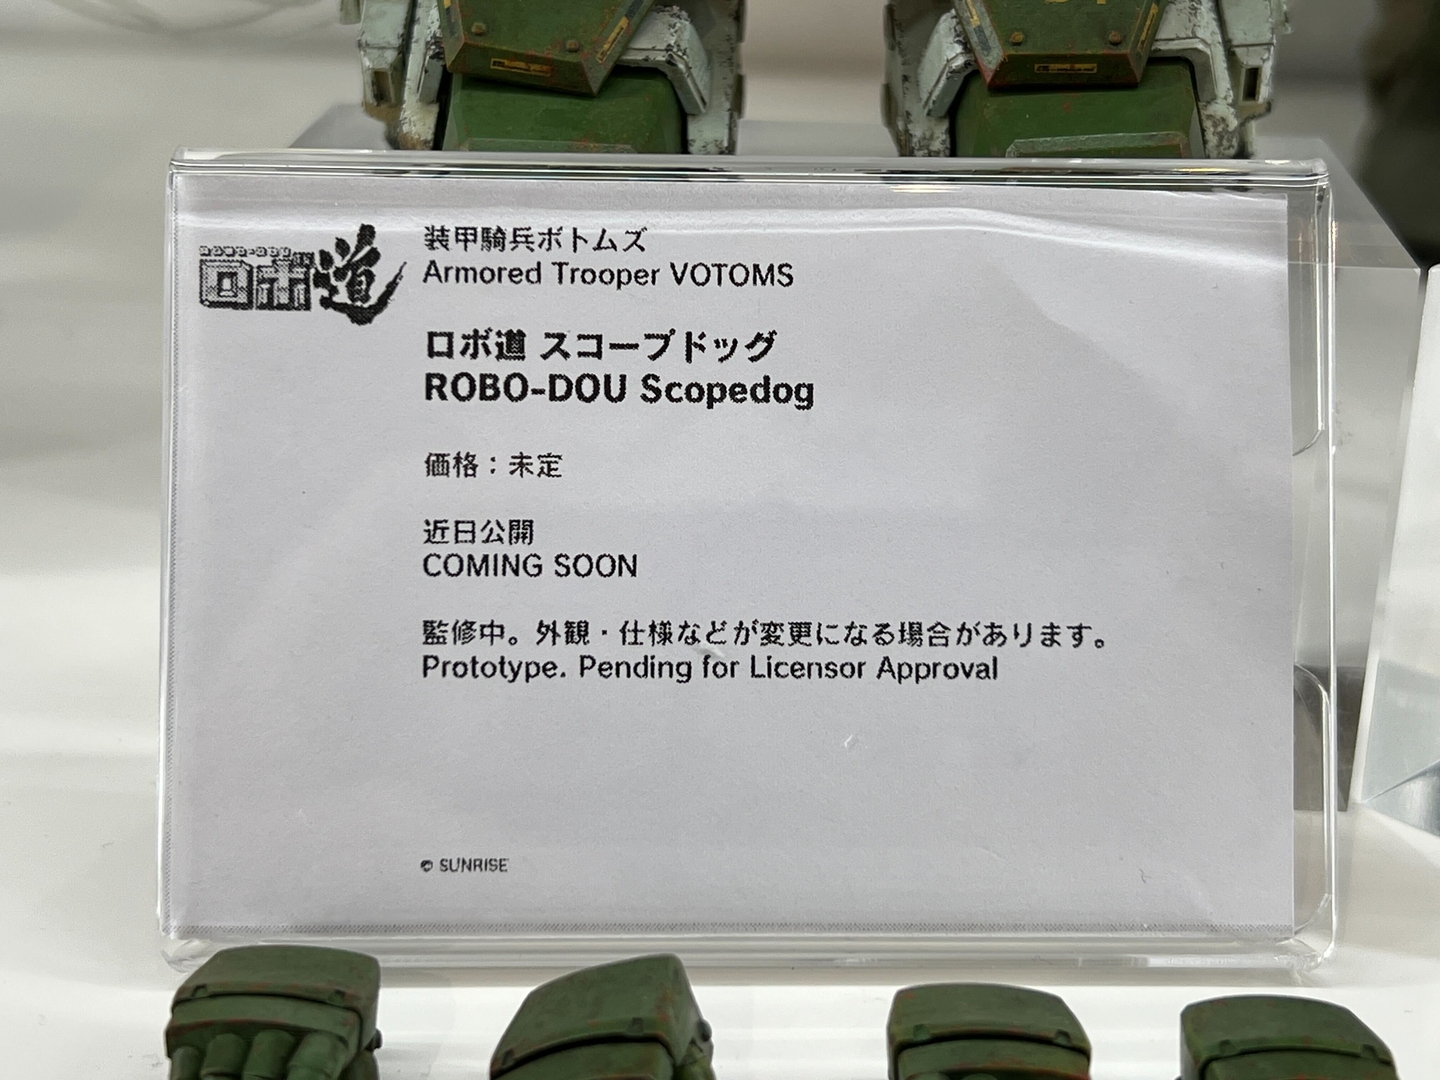 ROBO-DOU
ロボ道
装甲騎兵ボトムズ
Armored Trooper VOTOMS
ロボ道 スコープドッグ
ROBO-DOU Scopedog
価格：未定
近日公開
COMING SOON
監修中。外観・仕様などが変更になる場合があります。
Prototype. Pending for Licensor Approval
© SUNRISE